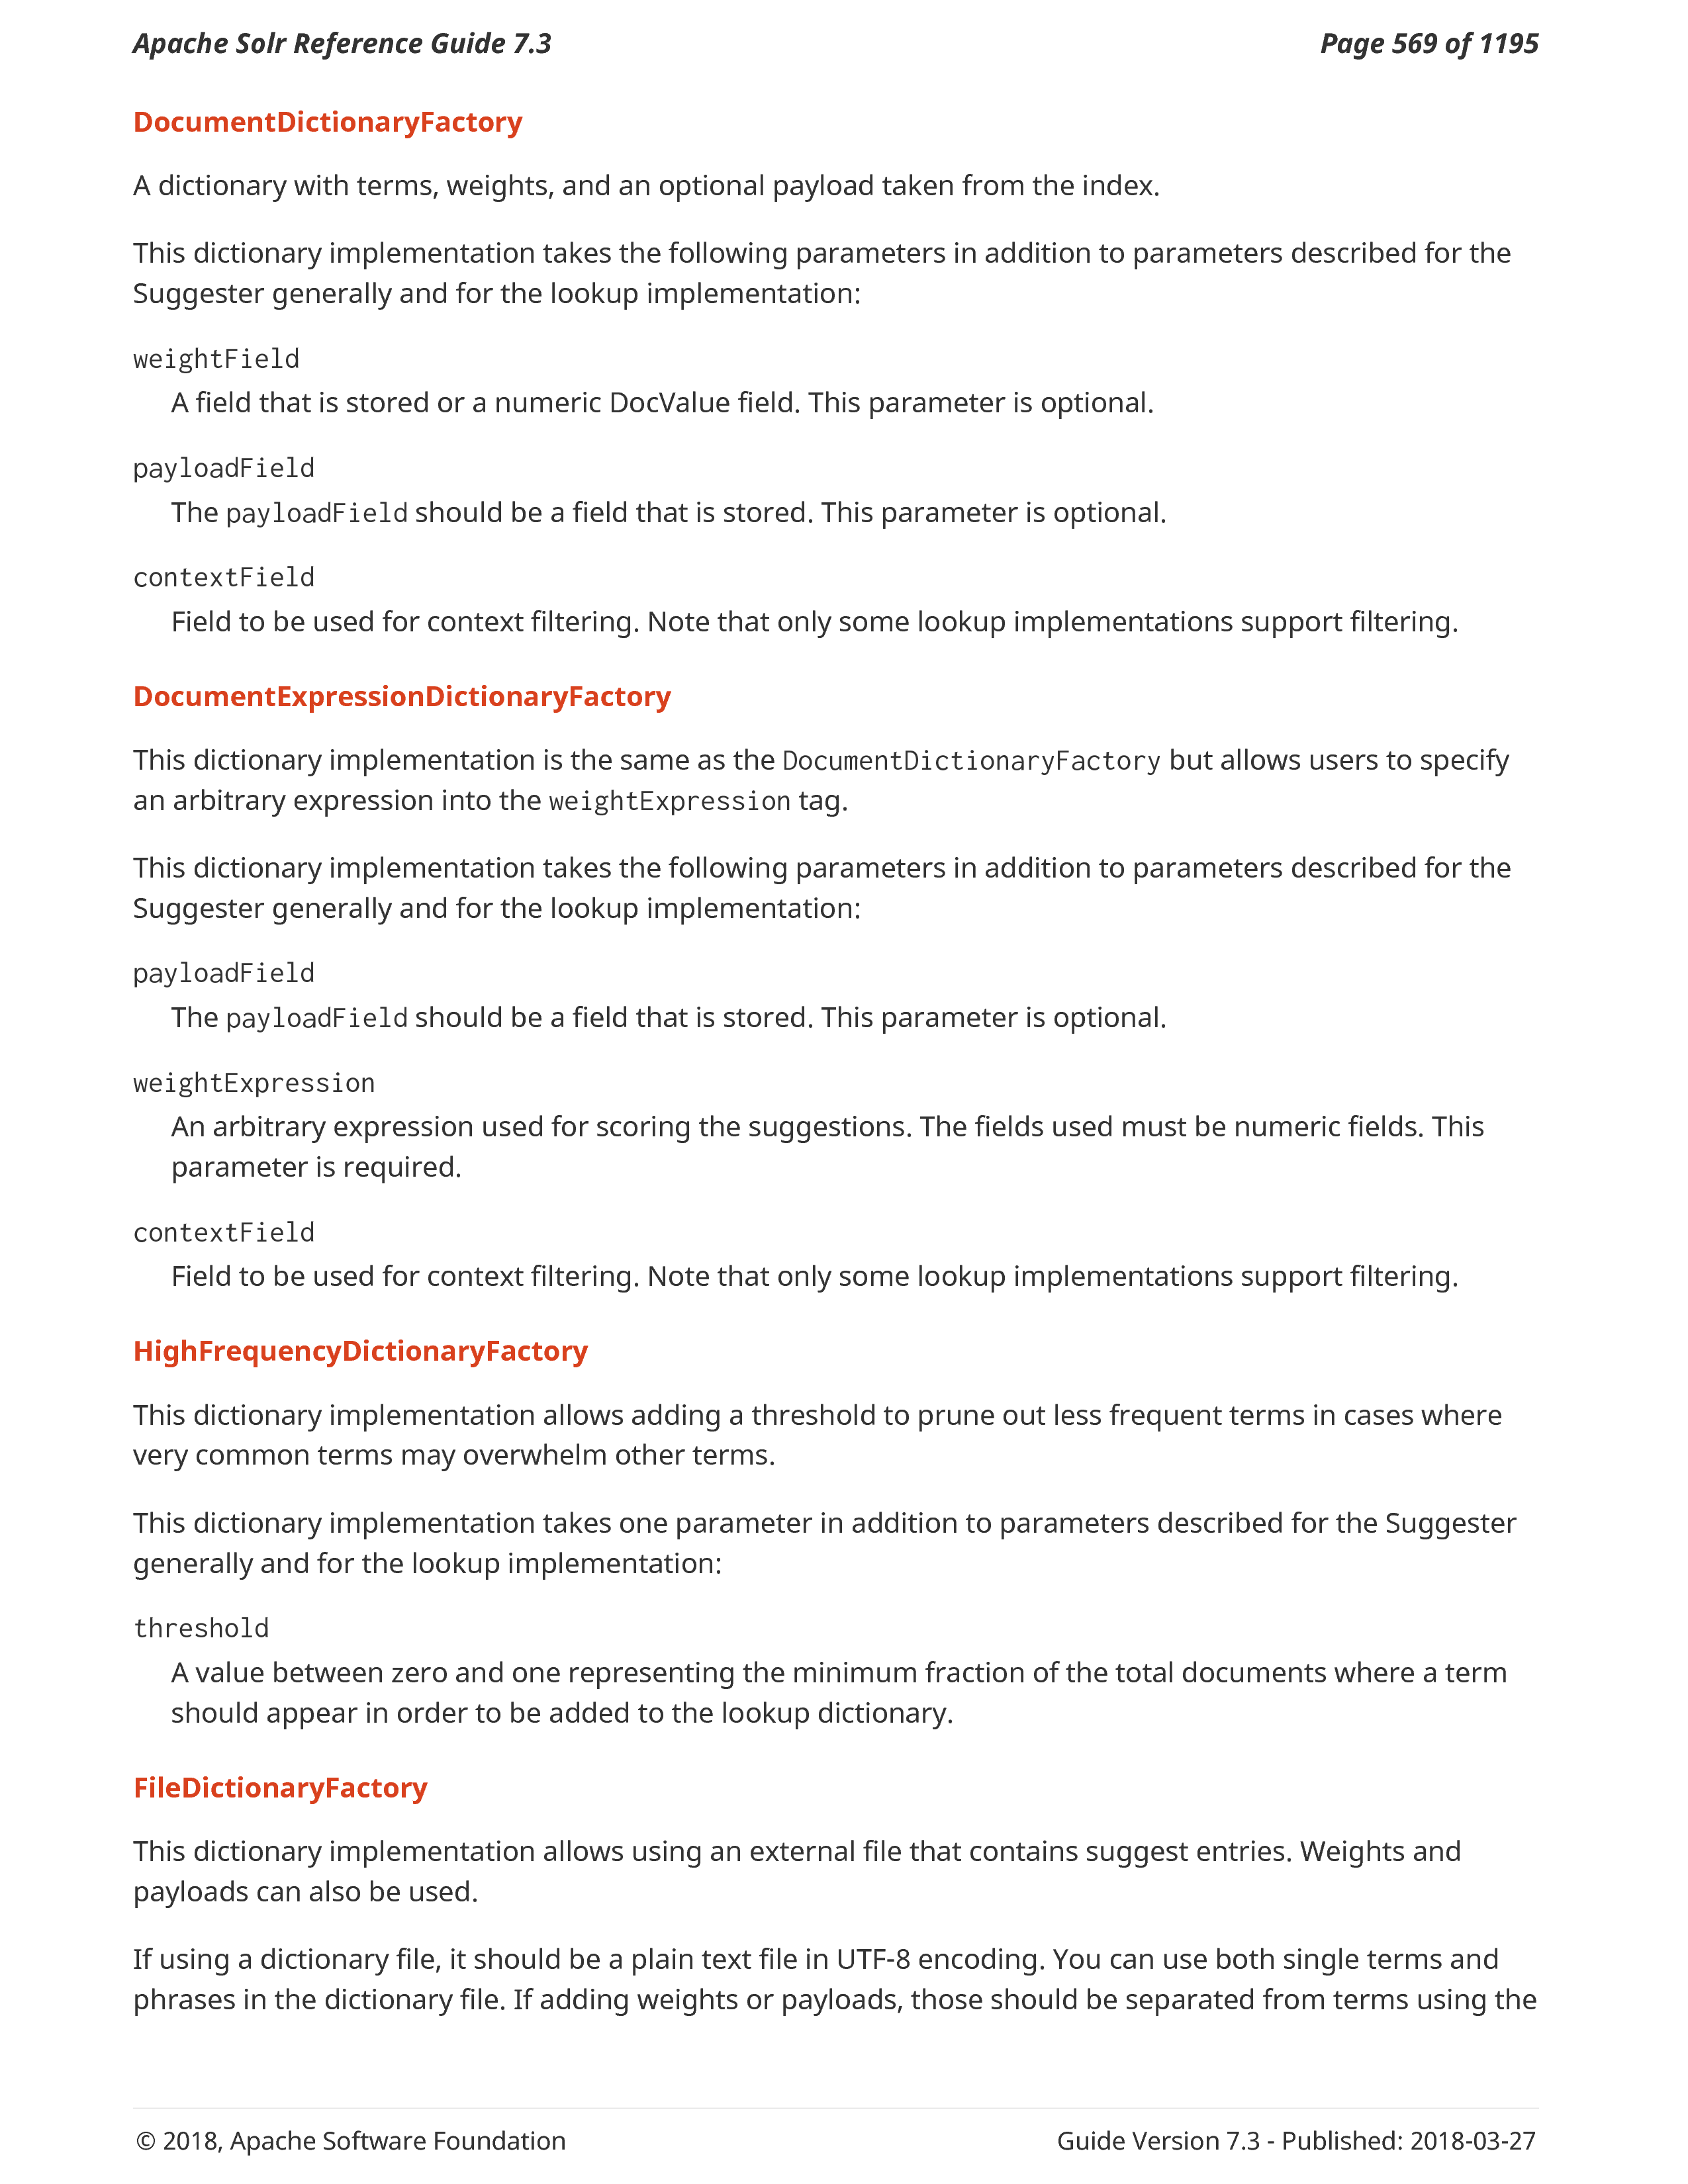 Apache Solr Reference Guide 7.3 Page 569 of 1195
DocumentDictionaryFactory
A dictionary with terms, weights, and an optional payload taken from the index.
This dictionary implementation takes the following parameters in addition to parameters described for the
Suggester generally and for the lookup implementation:
weightField
A field that is stored or a numeric DocValue field. This parameter is optional.
payloadField
The payloadField should be a field that is stored. This parameter is optional.
contextField
Field to be used for context filtering. Note that only some lookup implementations support filtering.
DocumentExpressionDictionaryFactory
This dictionary implementation is the same as the DocumentDictionaryFactory but allows users to specify
an arbitrary expression into the weightExpression tag.
This dictionary implementation takes the following parameters in addition to parameters described for the
Suggester generally and for the lookup implementation:
payloadField
The payloadField should be a field that is stored. This parameter is optional.
weightExpression
An arbitrary expression used for scoring the suggestions. The fields used must be numeric fields. This
parameter is required.
contextField
Field to be used for context filtering. Note that only some lookup implementations support filtering.
HighFrequencyDictionaryFactory
This dictionary implementation allows adding a threshold to prune out less frequent terms in cases where
very common terms may overwhelm other terms.
This dictionary implementation takes one parameter in addition to parameters described for the Suggester
generally and for the lookup implementation:
threshold
A value between zero and one representing the minimum fraction of the total documents where a term
should appear in order to be added to the lookup dictionary.
FileDictionaryFactory
This dictionary implementation allows using an external file that contains suggest entries. Weights and
payloads can also be used.
If using a dictionary file, it should be a plain text file in UTF-8 encoding. You can use both single terms and
phrases in the dictionary file. If adding weights or payloads, those should be separated from terms using the
© 2018, Apache Software Foundation Guide Version 7.3 - Published: 2018-03-27